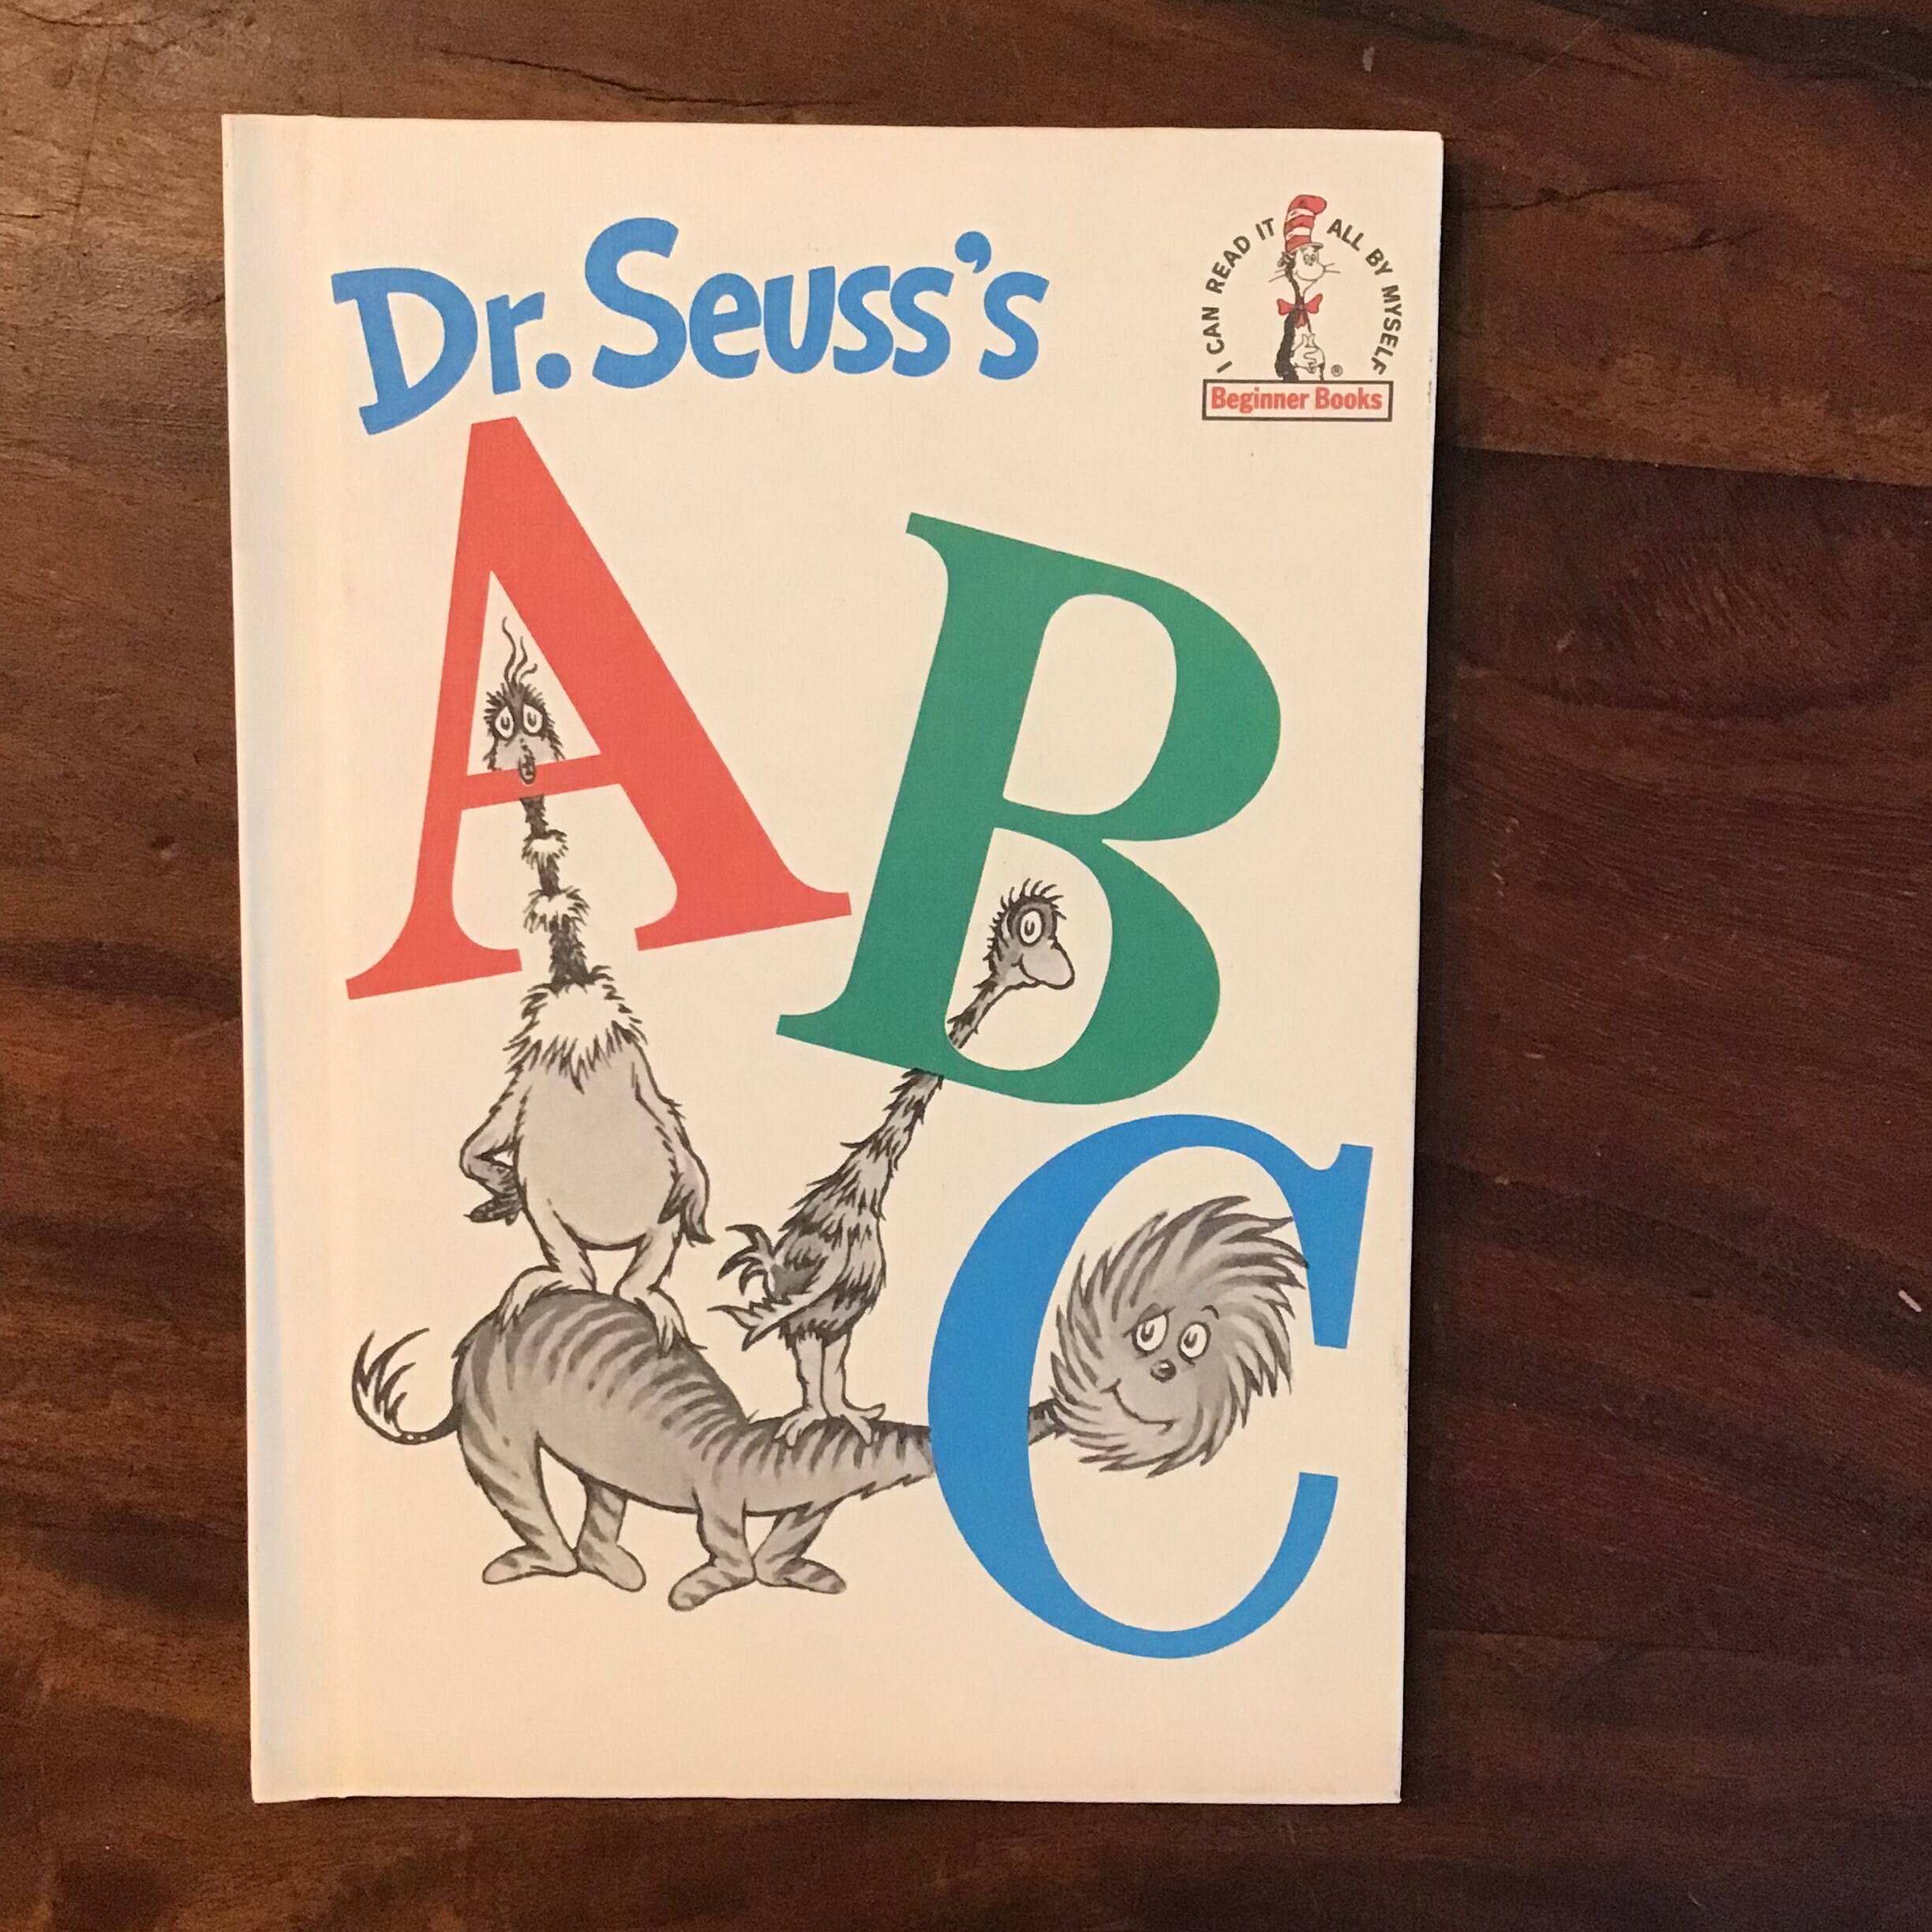 Dr. Seuss's
I CAN READ IT ALL BY MYSELF
®
Beginner Books
A
B
C